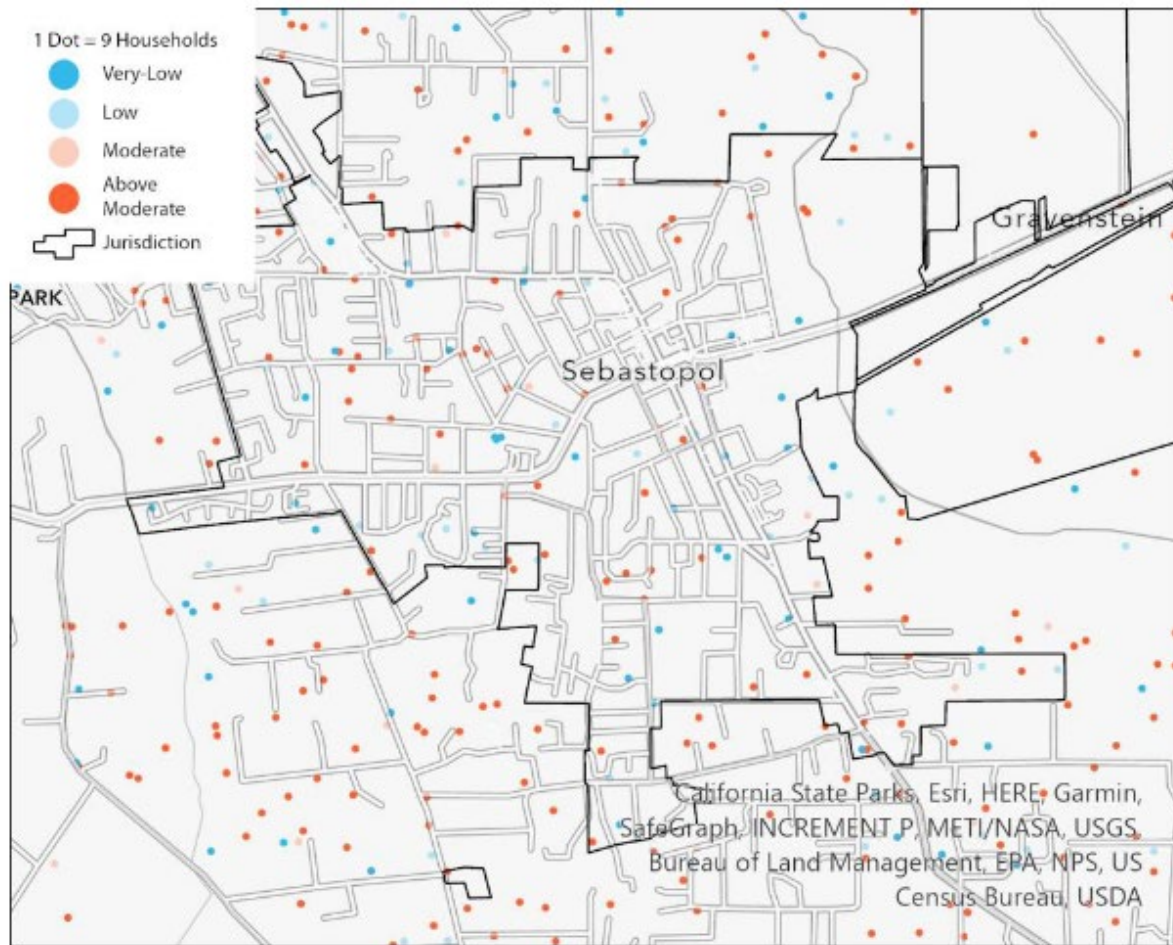 1 Dot = 9 Households
Very-Low
Low
Moderate
Above
Moderate
Jurisdiction
Gravenstein
PARK
Sebastopol
California State Parks, Esri, HERE, Garmin,
SafeGraph, INCREMENT P, METI/NASA, USGS,
Bureau of Land Management, EPA, NPS, US
Census Bureau, USDA